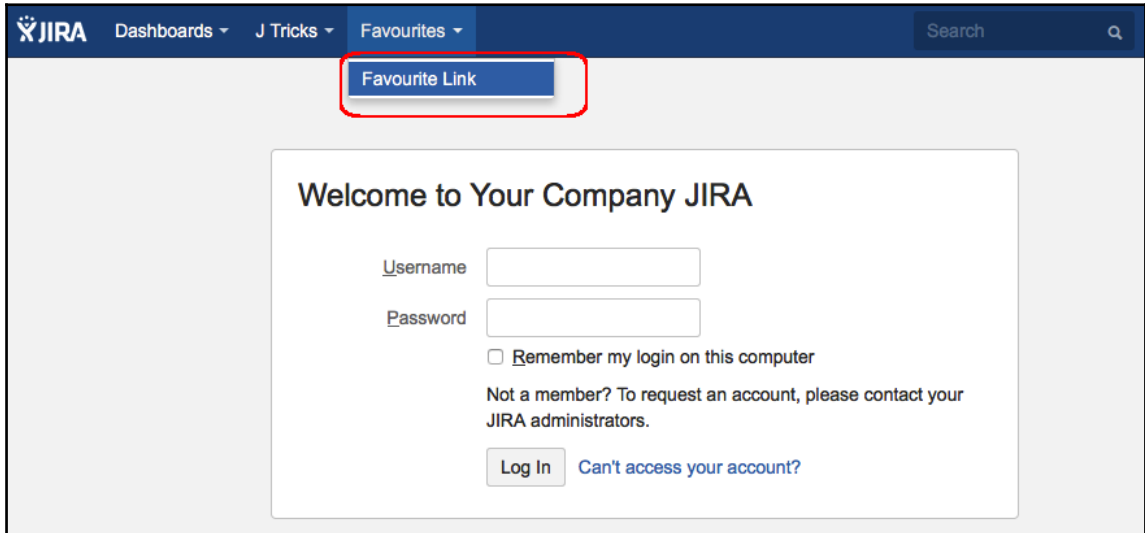 JIRA Dashboards J Tricks Favourites Search
Favourite Link
Welcome to Your Company JIRA
Username
Password
Remember my login on this computer
Not a member? To request an account, please contact your
JIRA administrators.
Log In Can't access your account?